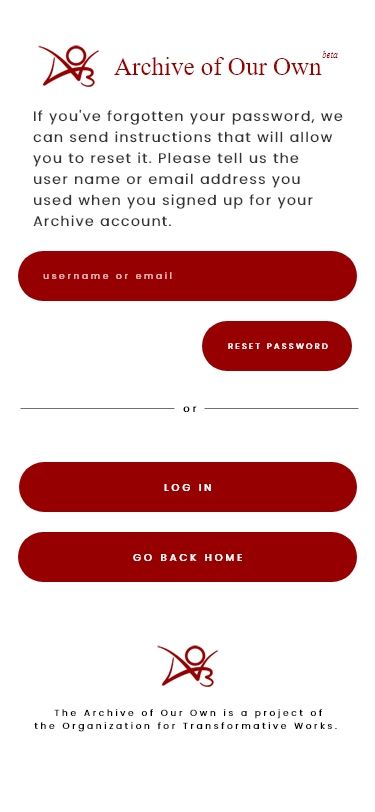 Archive of Our Own beta
If you've forgotten your password, we
can send instructions that will allow
you to reset it. Please tell us the
user name or email address you
used when you signed up for your
Archive account.
username or email
RESET PASSWORD
or
LOG IN
GO BACK HOME
The Archive of Our Own is a project of
the Organization for Transformative Works.